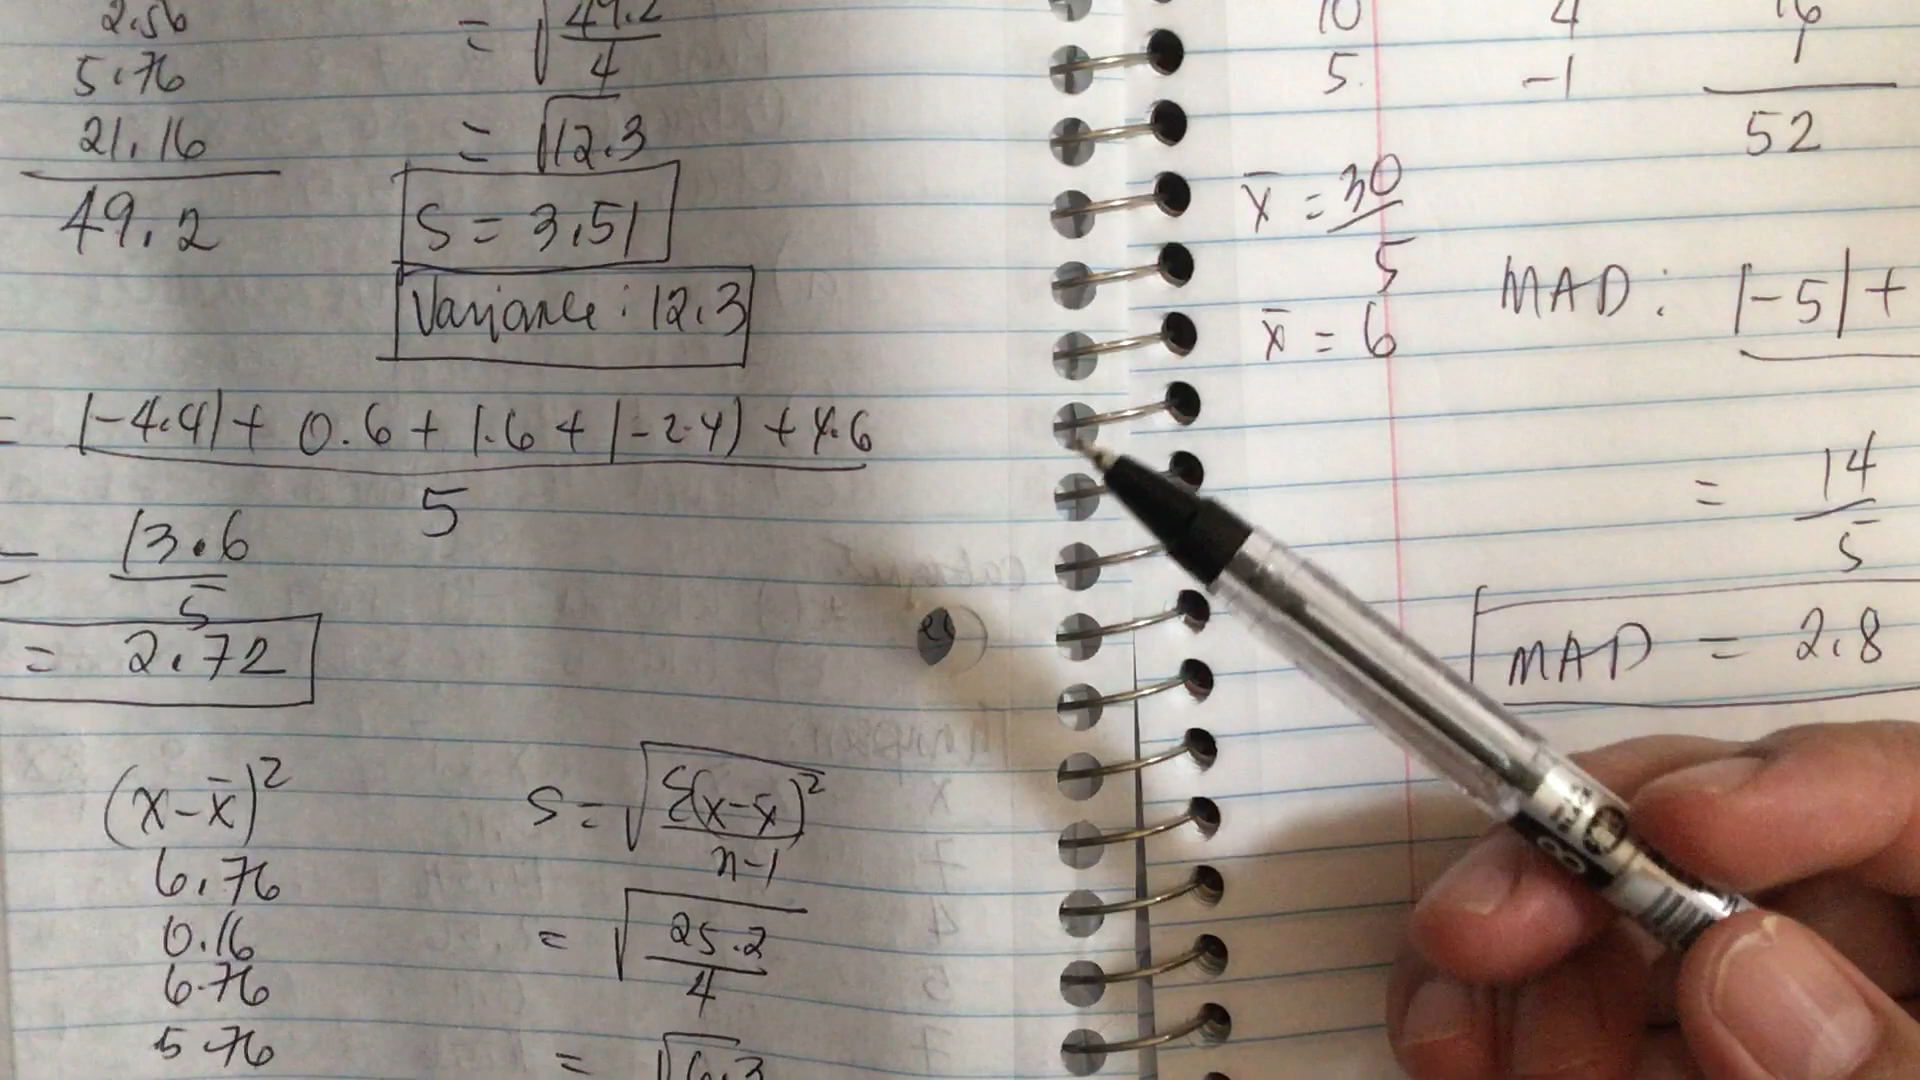 2.56
5.76
21.16
49.2
= √49.2/4
= √12.3
S = 3.51
Variance: 12.3
= |-4.4| + 0.6 + 1.6 + |-2.4| + 4.6
5
= 13.6
5
= 2.72
(x-x̄)²
6.76
0.16
6.76
5.76
S = √Σ(x-x̄)²
n-1
= √25.2
4
= √6.3
10 4 16
5 -1 1
52
x̄ = 30
5
x̄ = 6
MAD: |-5| +
= 14
5
MAD = 2.8